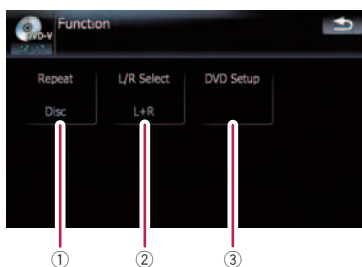 Function
DVD-V
Repeat
L/R Select
DVD Setup
Disc
L+R
①
②
③